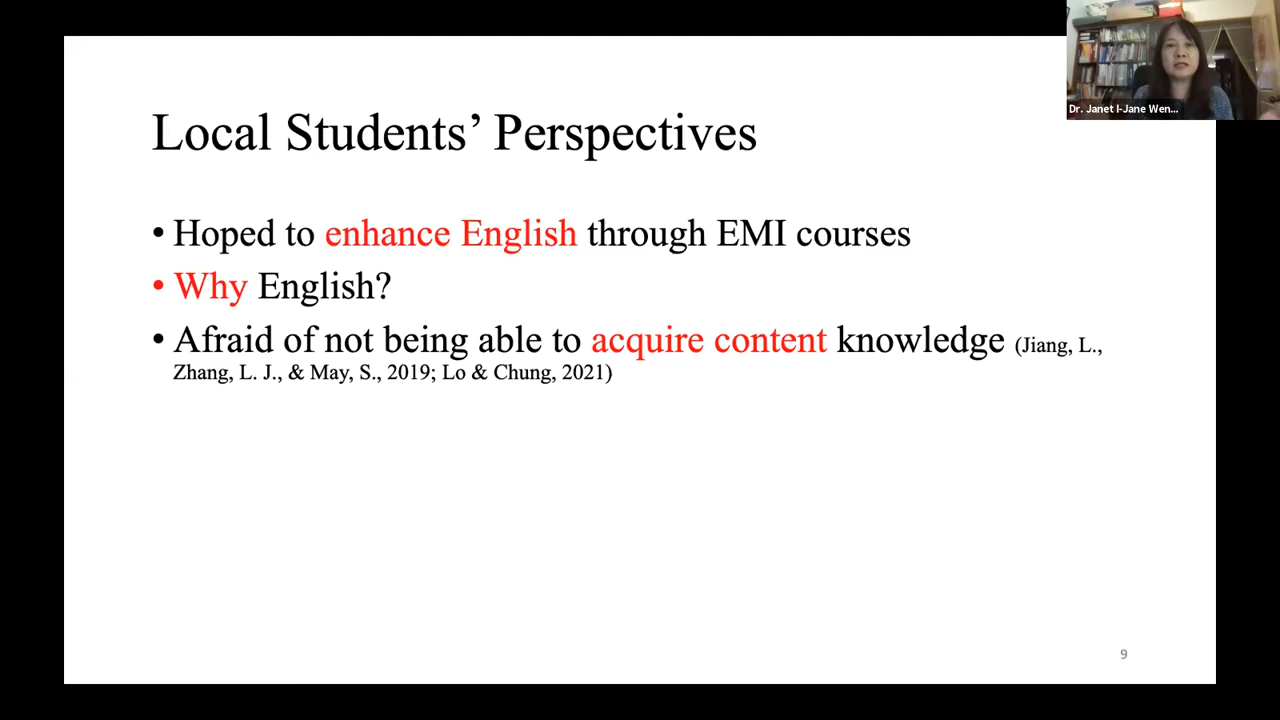 Dr. Janet I-Jane Wen...
Local Students’ Perspectives
• Hoped to enhance English through EMI courses
• Why English?
• Afraid of not being able to acquire content knowledge (Jiang, L.,
Zhang, L. J., & May, S., 2019; Lo & Chung, 2021)
9